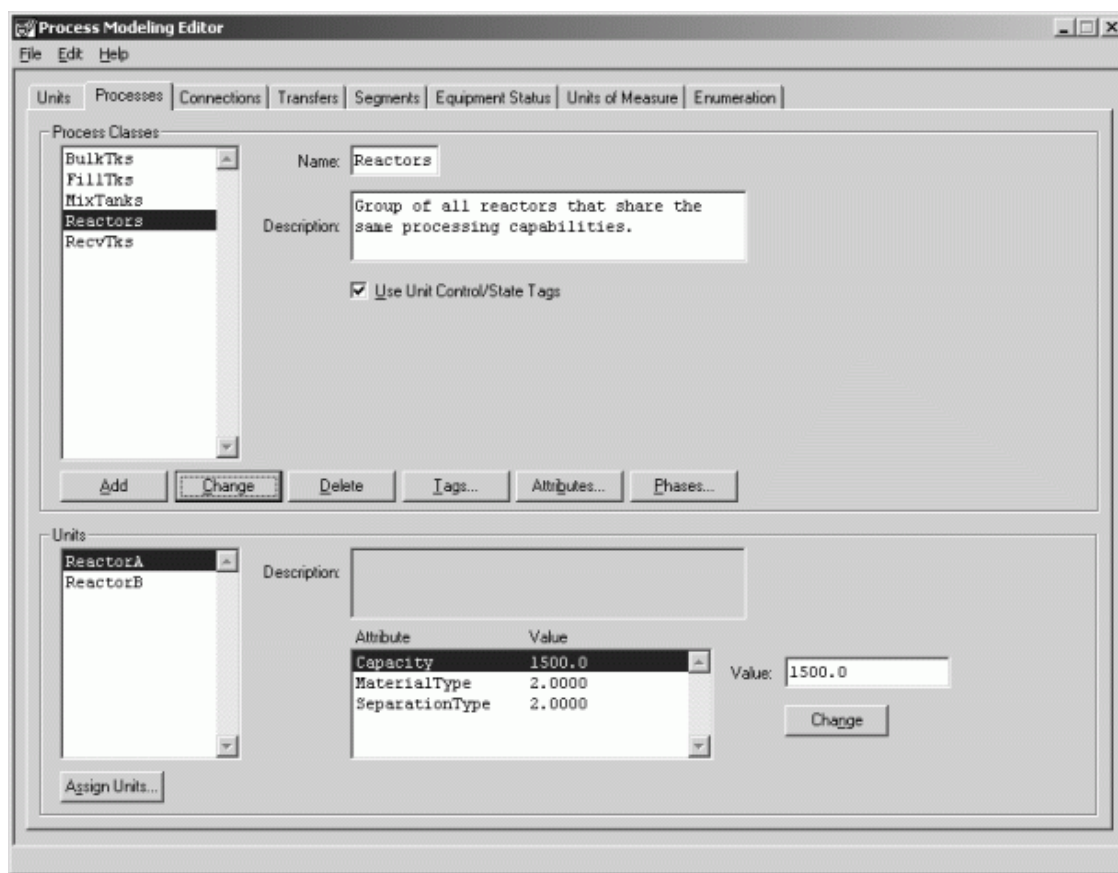 Process Modeling Editor
File Edit Help
Units Processes Connections Transfers Segments Equipment Status Units of Measure Enumeration
Process Classes
BulkTks
FillTks
MixTanks
Reactors
RecvTks
Name: Reactors
Description: Group of all reactors that share the
same processing capabilities.
Use Unit Control/State Tags
Add Change Delete Tags... Attributes... Phases...
Units
ReactorA
ReactorB
Description:
Attribute Value
Capacity 1500.0
MaterialType 2.0000
SeparationType 2.0000
Value: 1500.0
Change
Assign Units...